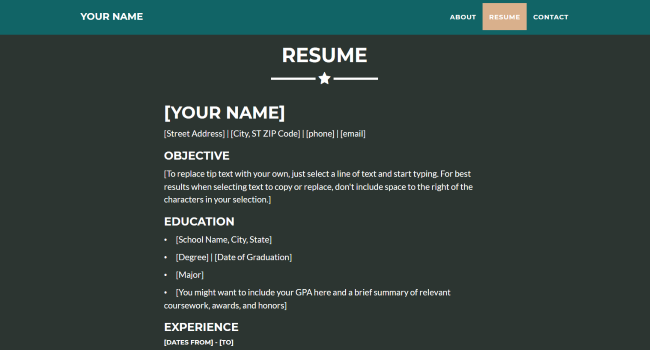 YOUR NAME
ABOUT RESUME CONTACT
RESUME
[YOUR NAME]
[Street Address] | [City, ST ZIP Code] | [phone] | [email]
OBJECTIVE
[To replace tip text with your own, just select a line of text and start typing. For best
results when selecting text to copy or replace, don't include space to the right of the
characters in your selection.]
EDUCATION
• [School Name, City, State]
• [Degree] | [Date of Graduation]
• [Major]
• [You might want to include your GPA here and a brief summary of relevant
coursework, awards, and honors]
EXPERIENCE
[DATES FROM] - [TO]